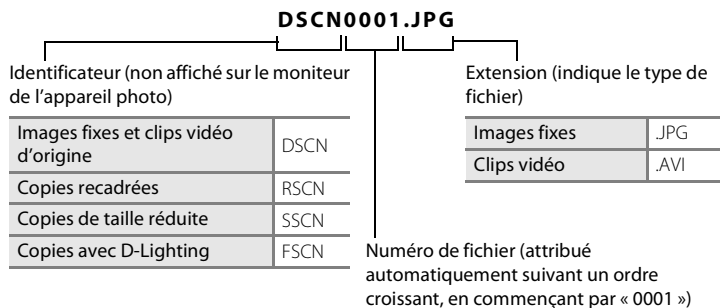 DSCN0001.JPG
Identificateur (non affiché sur le moniteur
de l'appareil photo)
Images fixes et clips vidéo
d'origine
DSCN
Copies recadrées
RSCN
Copies de taille réduite
SSCN
Copies avec D-Lighting
FSCN
Extension (indique le type de
fichier)
Images fixes
.JPG
Clips vidéo
.AVI
Numéro de fichier (attribué
automatiquement suivant un ordre
croissant, en commençant par « 0001 »)